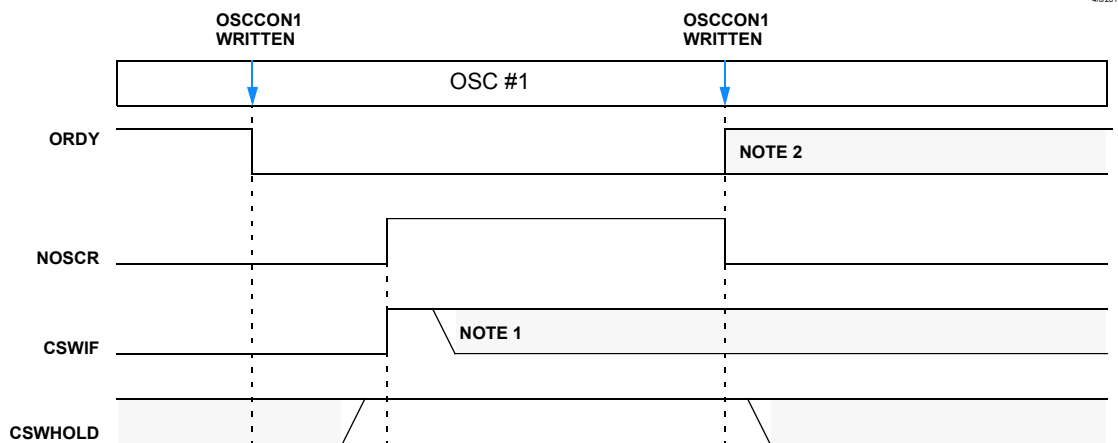 OSCCON1 OSCCON1
WRITTEN WRITTEN
OSC #1
ORDY
NOTE 2
NOSCR
NOTE 1
CSWIF
CSWHOLD